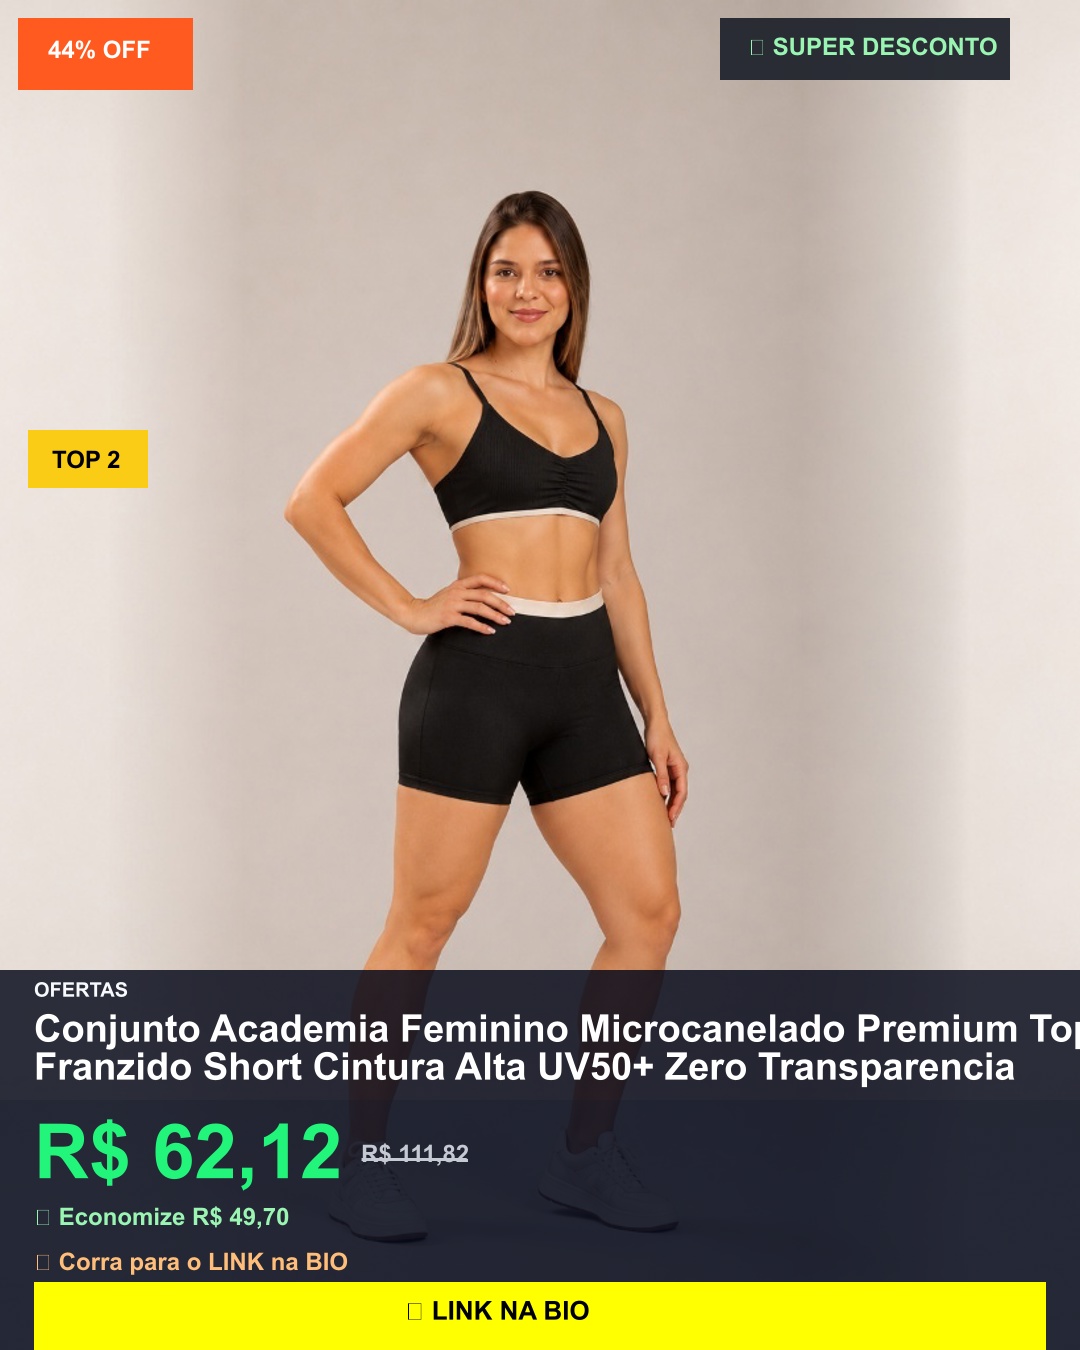 44% OFF
SUPER DESCONTO
TOP 2
OFERTAS
Conjunto Academia Feminino Microcanelado Premium Top
Franzido Short Cintura Alta UV50+ Zero Transparencia
R$ 62,12 R$ 111,82
Economize R$ 49,70
Corra para o LINK na BIO
LINK NA BIO